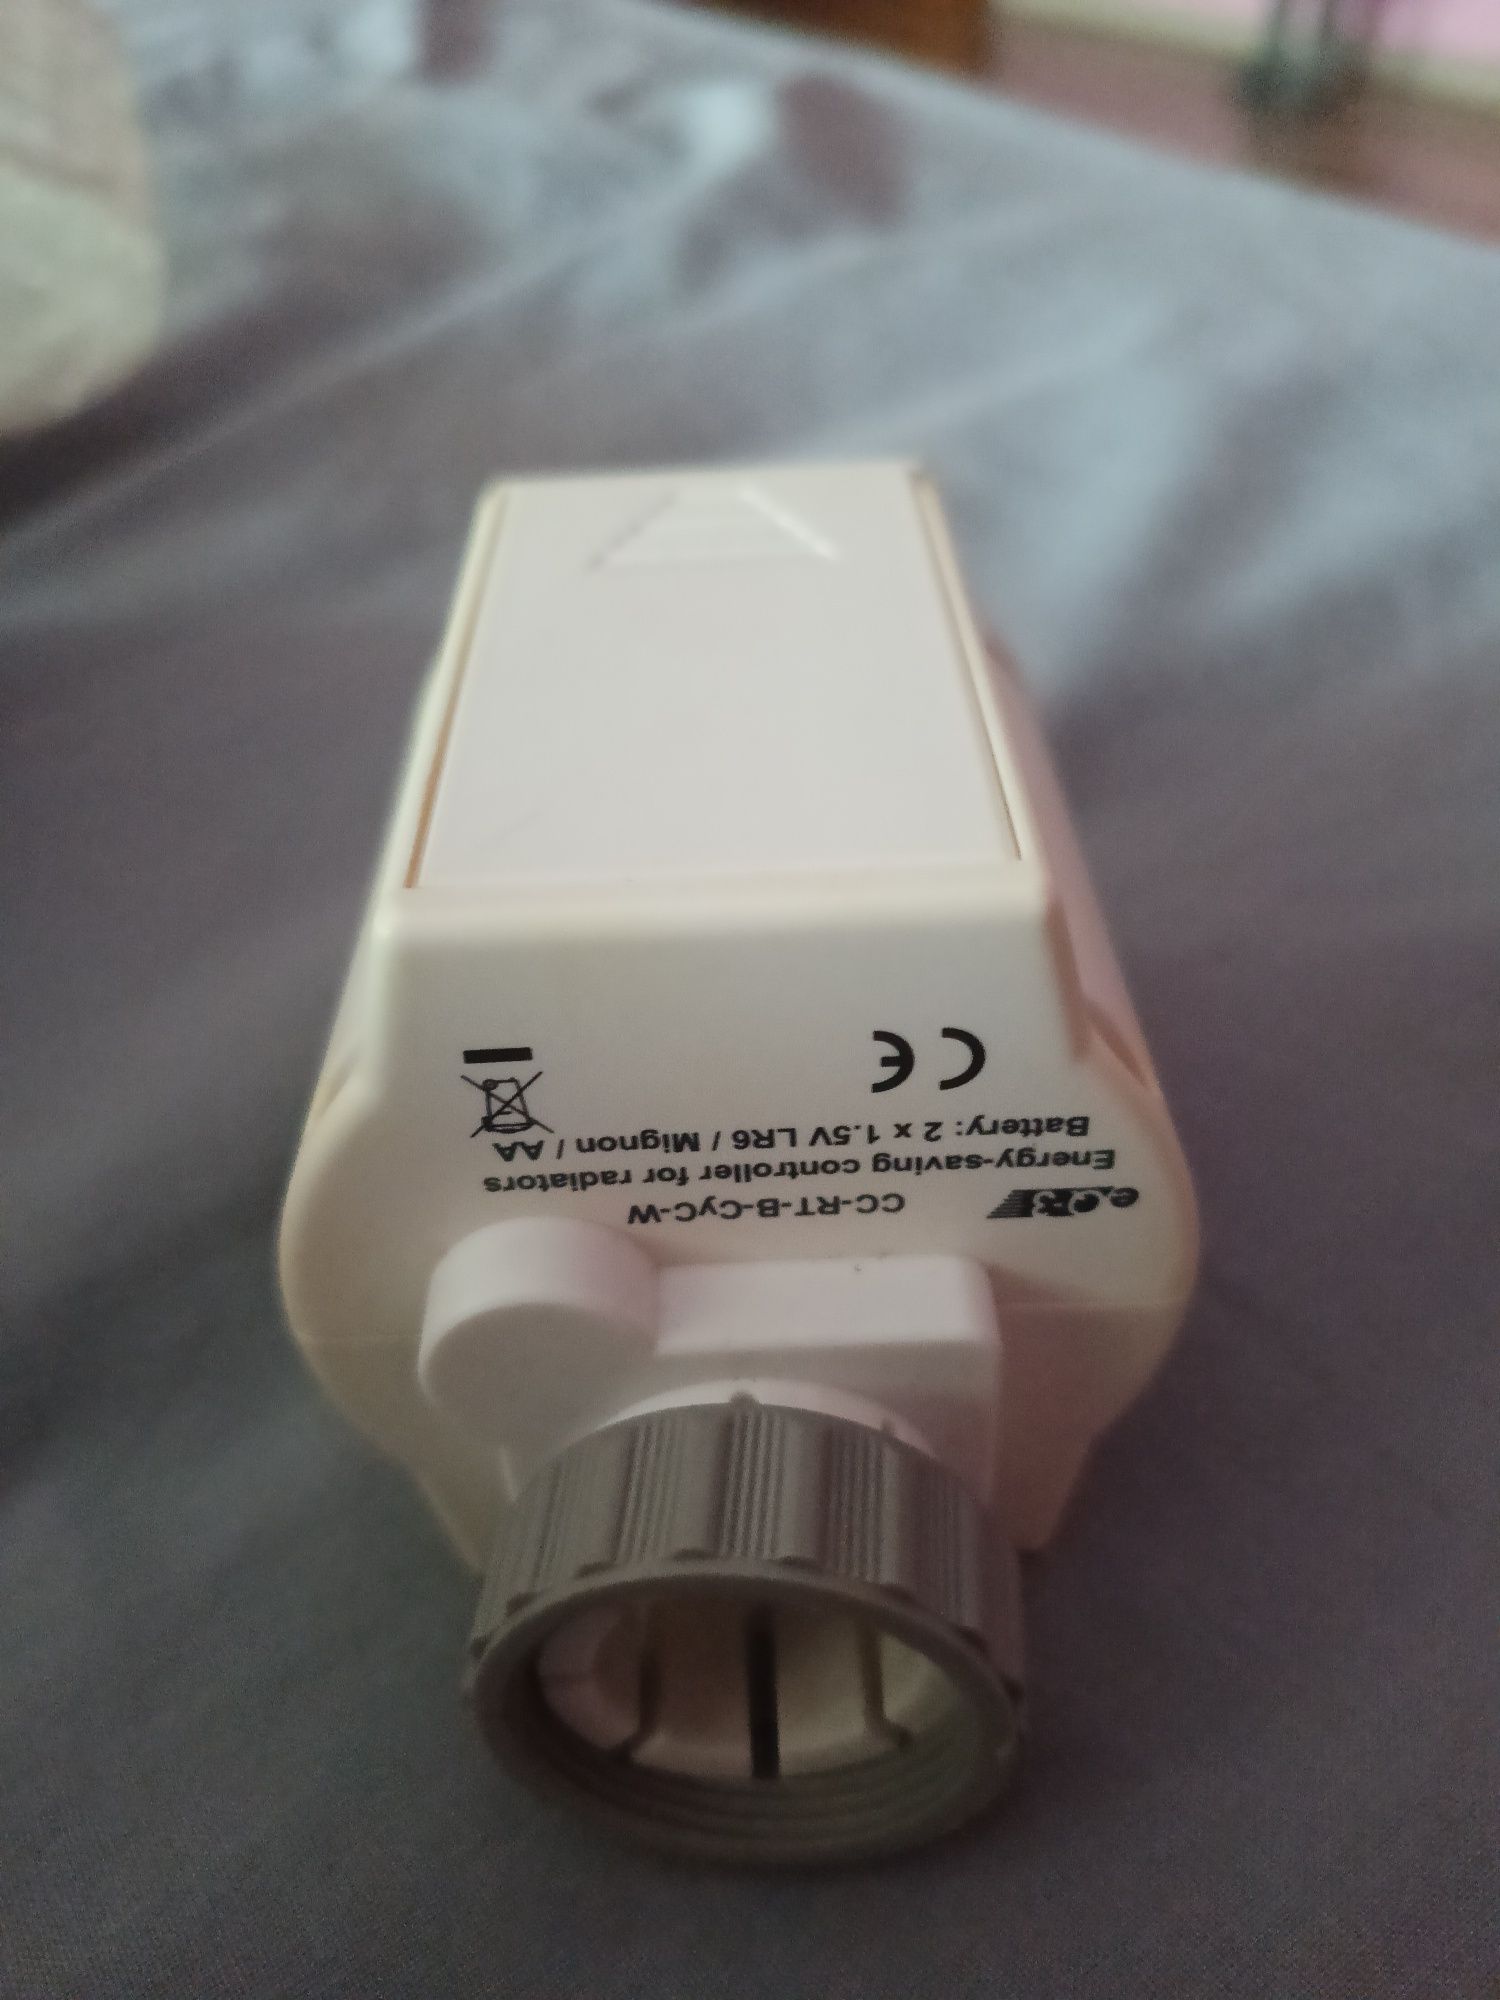 eQ-3 CC-RT-B-CyC-W
Energy-saving controller for radiators
Battery: 2 x 1.5V LR6 / Mignon / AA
CE